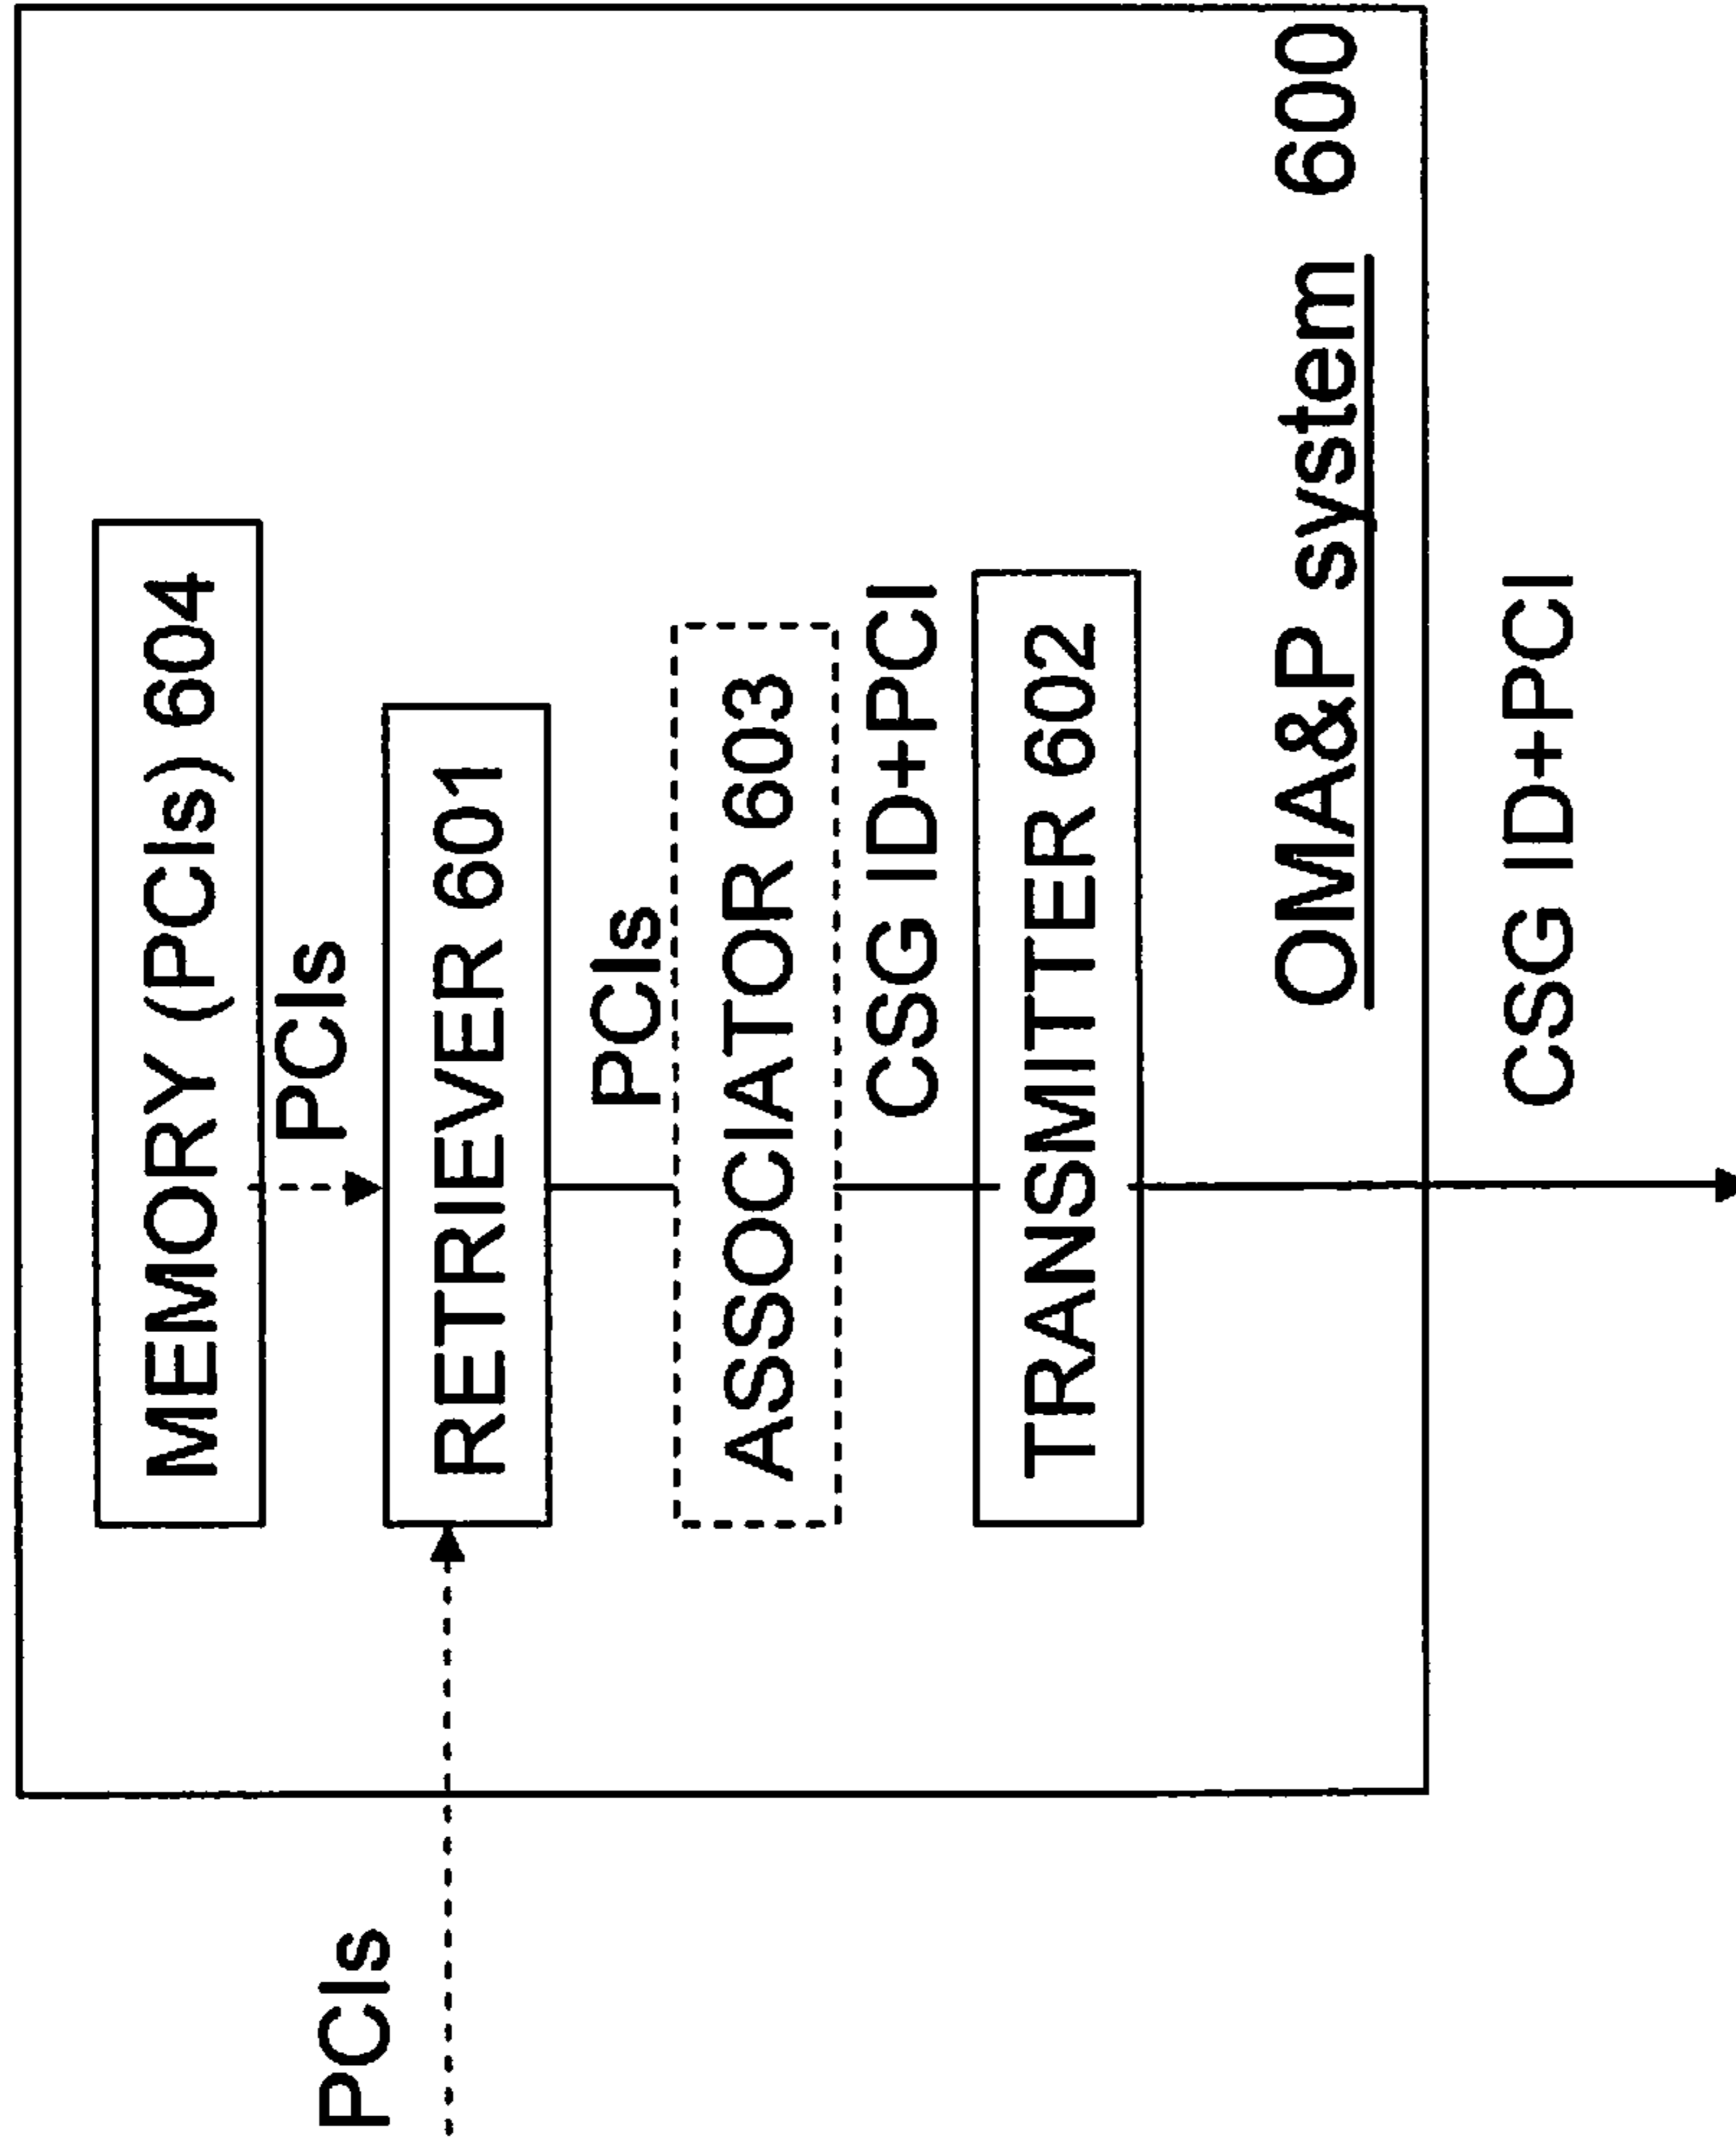 MEMORY (PCIs) 604
PCIs
PCIs
RETRIEVER 601
PCIs
ASSOCIATOR 603
CSG ID+PCI
TRANSMITTER 602
OMA&P system 600
CSG ID+PCI